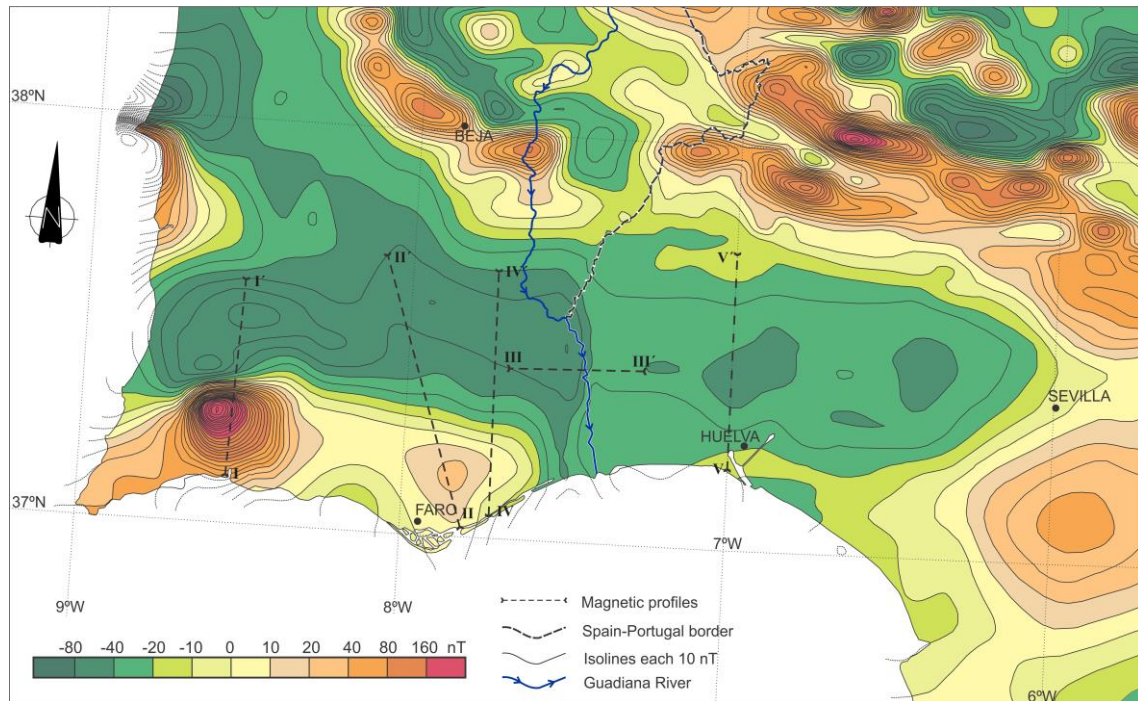 38ºN
BEJA
I´
II´
IV´
V´
III
III´
SEVILLA
HUELVA
I
V
37ºN
FARO
II
IV
7ºW
9ºW
8ºW
Magnetic profiles
Spain-Portugal border
Isolines each 10 nT
Guadiana River
-80 -40 -20 -10 0 10 20 40 80 160 nT
6ºW